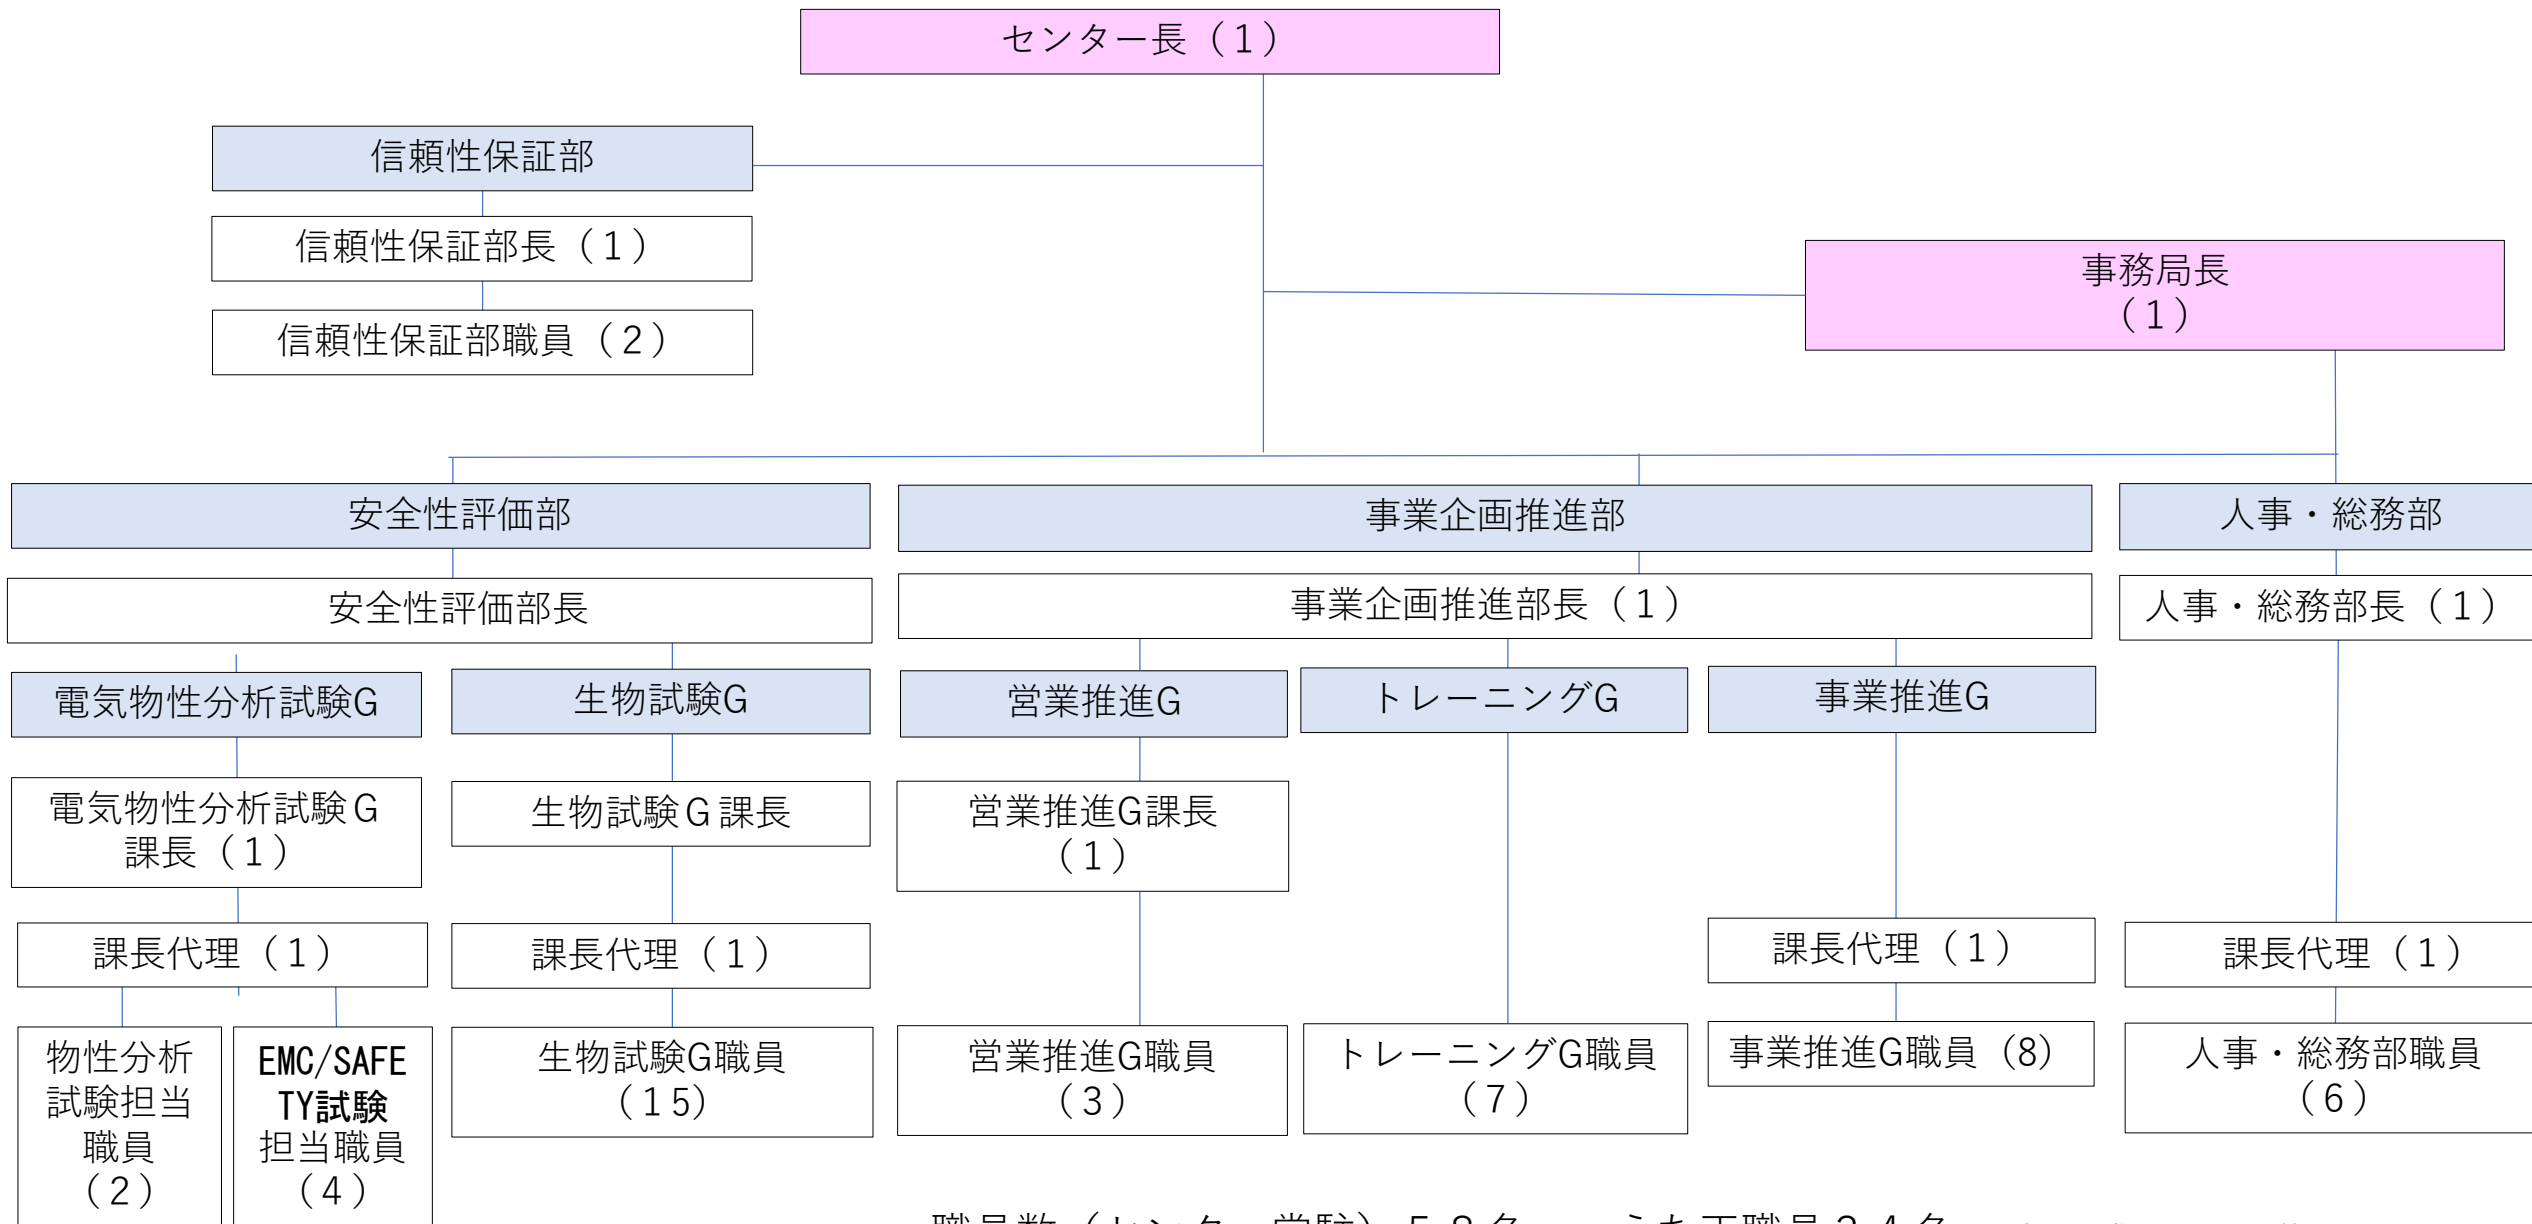 センター長（１）
信頼性保証部
信頼性保証部長（１）
信頼性保証部職員（２）
事務局長
（１）
安全性評価部
事業企画推進部
人事・総務部
安全性評価部長
事業企画推進部長（１）
人事・総務部長（１）
電気物性分析試験G
生物試験G
営業推進G
トレーニングG
事業推進G
電気物性分析試験Ｇ
課長（１）
生物試験Ｇ課長
営業推進G課長
（１）
課長代理（１）
課長代理（１）
課長代理（１）
課長代理（１）
物性分析
試験担当
職員
（２）
EMC/SAFE
TY試験
担当職員
（４）
生物試験G職員
（１５）
営業推進G職員
（３）
トレーニングG職員
（７）
事業推進G職員（8）
人事・総務部職員
（６）